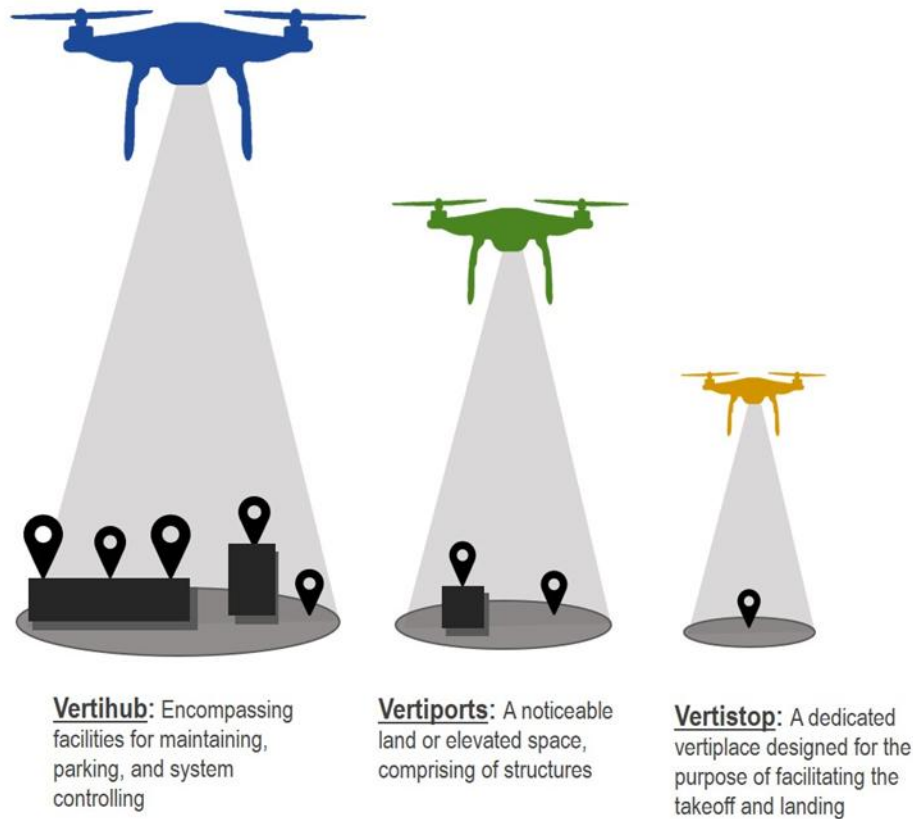 Vertihub: Encompassing
facilities for maintaining,
parking, and system
controlling
Vertiports: A noticeable
land or elevated space,
comprising of structures
Vertistop: A dedicated
vertiplace designed for the
purpose of facilitating the
takeoff and landing